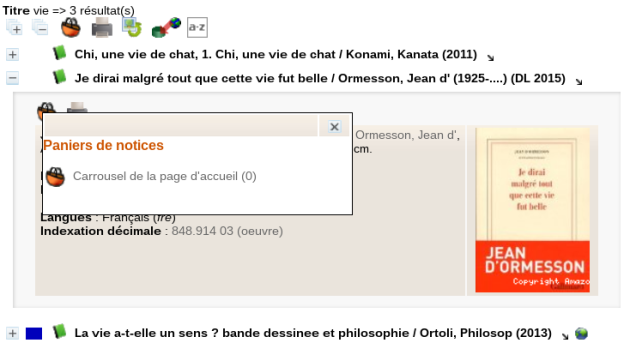 Titre vie => 3 résultat(s)
a-z
Chi, une vie de chat, 1. Chi, une vie de chat / Konami, Kanata (2011)
Je dirai malgré tout que cette vie fut belle / Ormesson, Jean d' (1925-....) (DL 2015)
Ormesson, Jean d',
cm.
Paniers de notices
Carrousel de la page d'accueil (0)
Langues : Français (fre)
Indexation décimale : 848.914 03 (oeuvre)
JEAN D'ORMESSON
Je dirai
malgré tout
que cette vie
fut belle
JEAN
D'ORMESSON
Copyright Amazo
La vie a-t-elle un sens ? bande dessinee et philosophie / Ortoli, Philosop (2013)